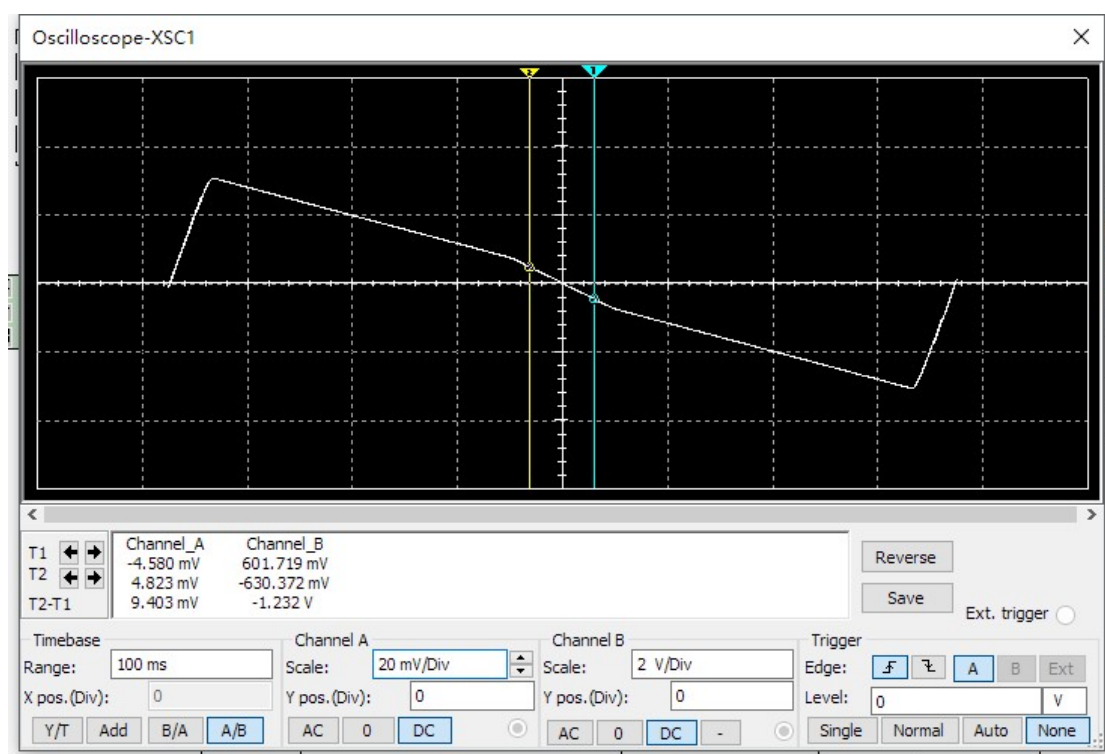 Oscilloscope-XSC1
2 1
Channel_A Channel_B
T1 -4.580 mV 601.719 mV
T2 4.823 mV -630.372 mV
T2-T1 9.403 mV -1.232 V
Reverse
Save
Ext. trigger
Timebase
Range: 100 ms
X pos.(Div): 0
Y/T Add B/A A/B
Channel A
Scale: 20 mV/Div
Y pos.(Div): 0
AC 0 DC
Channel B
Scale: 2 V/Div
Y pos.(Div): 0
AC 0 DC -
Trigger
Edge: A B Ext
Level: 0 V
Single Normal Auto None